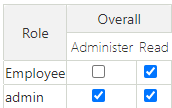 Role Overall
Administer Read
Employee
admin